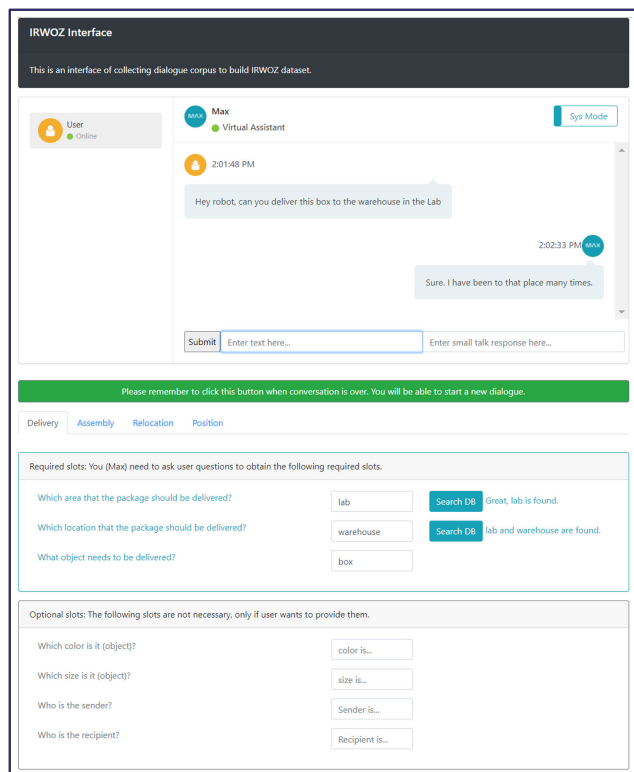 IRWOZ Interface
This is an interface of collecting dialogue corpus to build IRWOZ dataset.
User
Online
MAX
Max
Virtual Assistant
Sys Mode
2:01:48 PM
Hey robot, can you deliver this box to the warehouse in the Lab
2:02:33 PM MAX
Sure. I have been to that place many times.
Submit Enter text here... Enter small talk response here...
Please remember to click this button when conversation is over. You will be able to start a new dialogue.
Delivery Assembly Relocation Position
Required slots: You (Max) need to ask user questions to obtain the following required slots.
Which area that the package should be delivered? lab Search DB Great, lab is found.
Which location that the package should be delivered? warehouse Search DB lab and warehouse are found.
What object needs to be delivered? box
Optional slots: The following slots are not necessary, only if user wants to provide them.
Which color is it (object)? color is...
Which size is it (object)? size is...
Who is the sender? Sender is...
Who is the recipient? Recipient is...